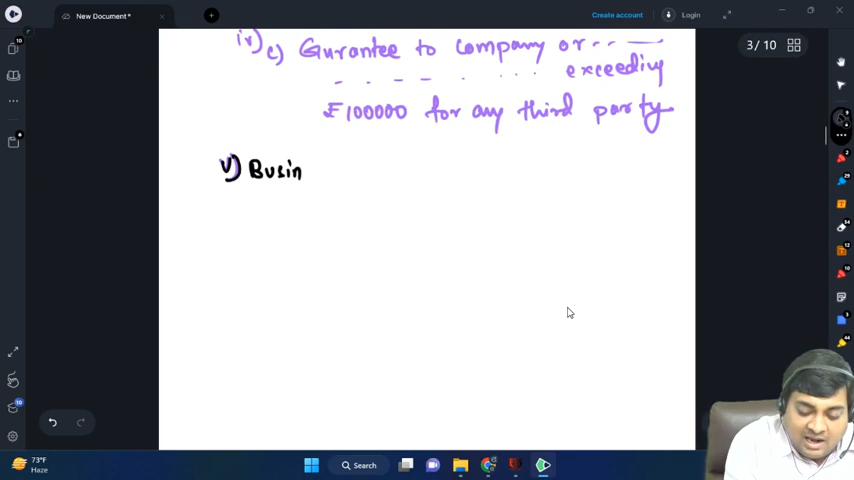 New Document*
Create account
Login
iv) c) Gurantee to company or
exceeding
₤100000 for any third party
v) Busin
3 / 10
73°F
Haze
Search